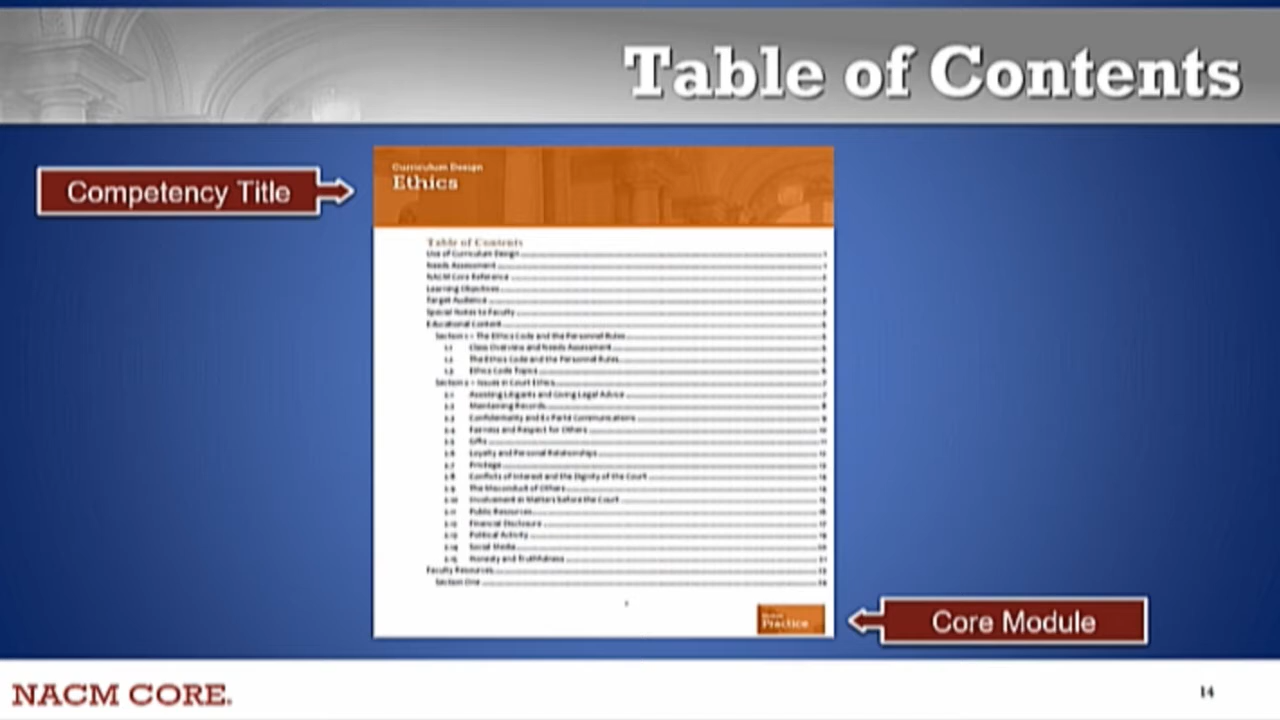 Table of Contents
Competency Title
Curriculum Design
Ethics
Table of Contents
Use of Curriculum Design
Needs Assessment
NACM Core Reference
Learning Objectives
Target Audience
Special Notes to Faculty
Educational Content
Section 1 – The Ethics Code and the Personnel Rules
Class Overview and Needs Assessment
The Ethics Code and the Personnel Rules
Ethics Code Topics
Section 2 – Issues in Court Ethics
Assisting Litigants and Giving Legal Advice
Maintaining Records
Confidentiality and Ex Parte Communications
Fairness and Respect for Others
Gifts
Loyalty and Personal Relationships
Privilege
Conflicts of Interest and the Dignity of the Court
The Misconduct of Others
Involvement in Matters before the Court
Public Resources
Financial Disclosure
Political Activity
Social Media
Honesty and Truthfulness
Faculty Resources
Section One
Practice
Core Module
NACM CORE.
14